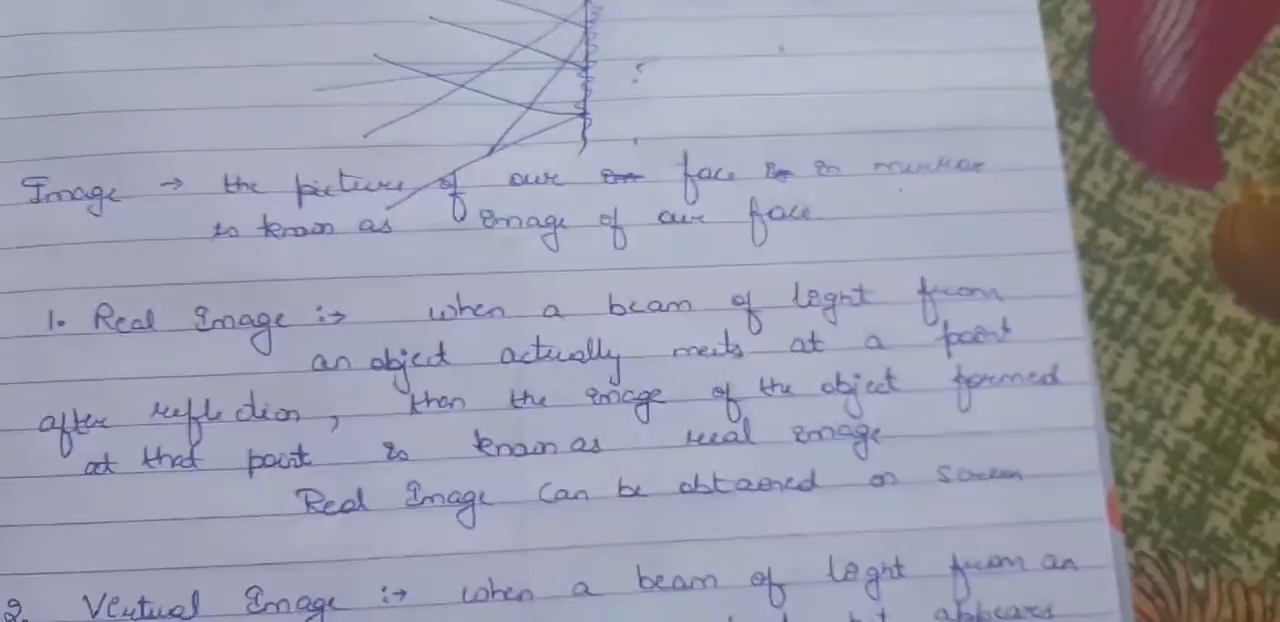 Image → the picture of our face in mirror
is known as image of our face
1. Real Image :→ when a beam of light from
an object actually meets at a point
after reflection, then the image of the object formed
at that point is known as real image
Real Image can be obtained on screen
2. Virtual Image :→ when a beam of light from an
appears